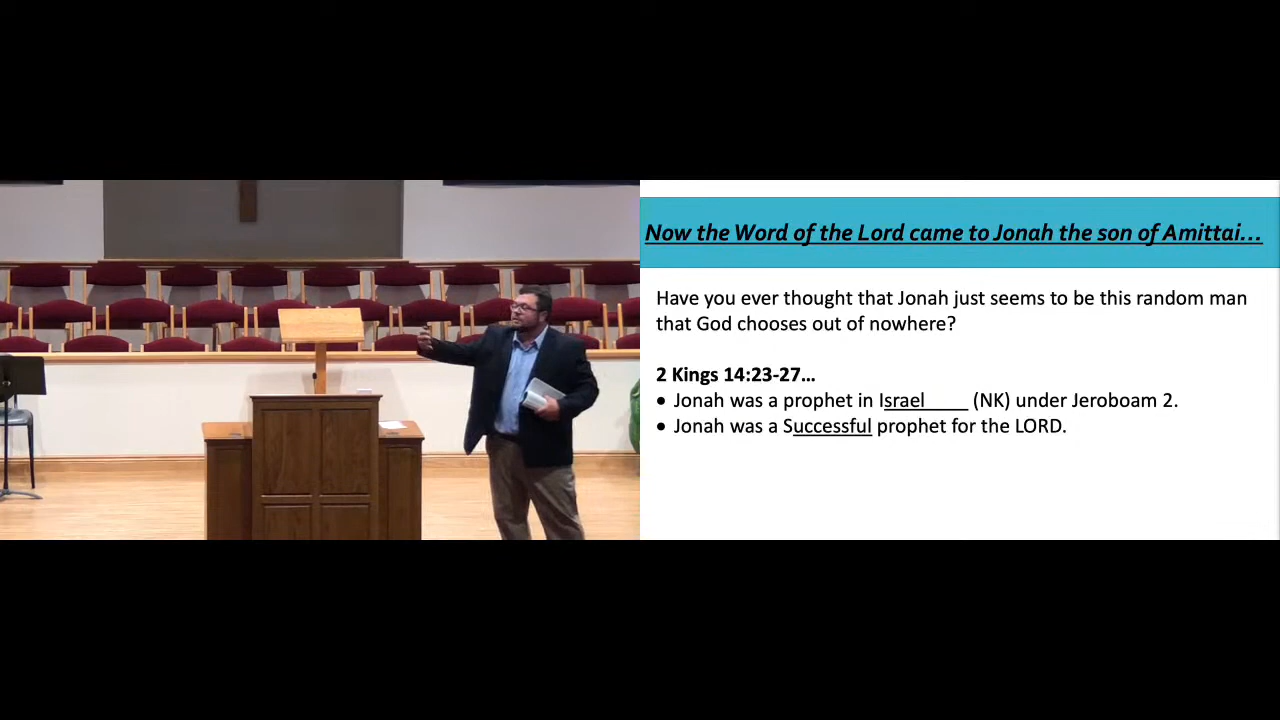 Now the Word of the Lord came to Jonah the son of Amittai...
Have you ever thought that Jonah just seems to be this random man
that God chooses out of nowhere?
2 Kings 14:23-27...
• Jonah was a prophet in Israel____ (NK) under Jeroboam 2.
• Jonah was a Successful prophet for the LORD.